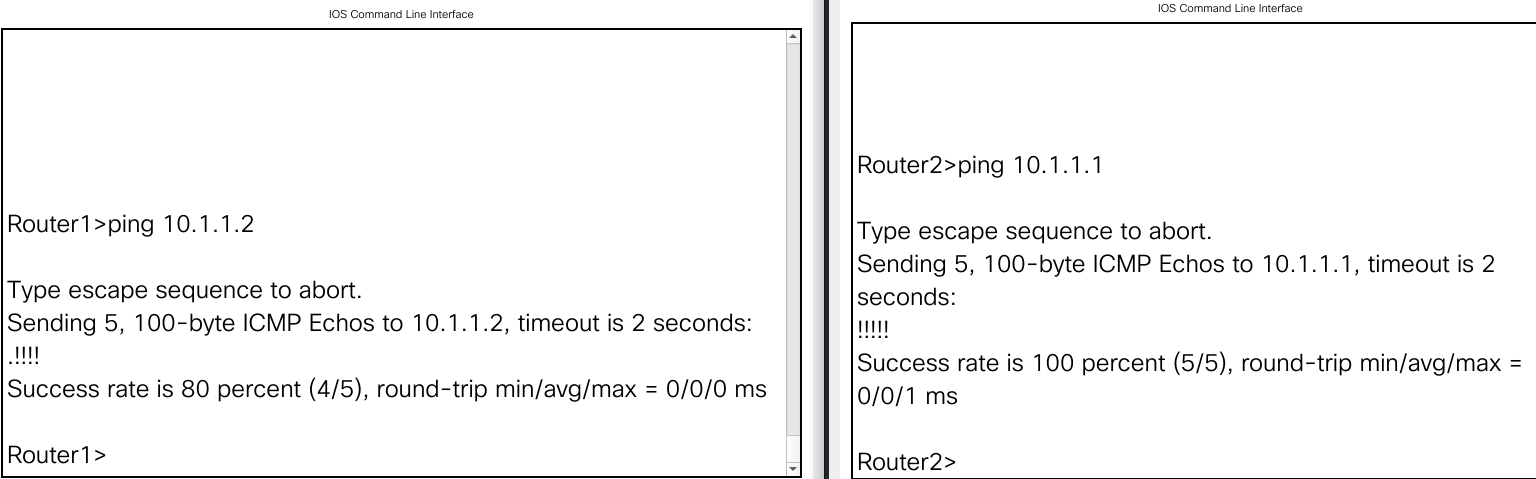 IOS Command Line Interface
Router1>ping 10.1.1.2
Type escape sequence to abort.
Sending 5, 100-byte ICMP Echos to 10.1.1.2, timeout is 2 seconds:
.!!!!
Success rate is 80 percent (4/5), round-trip min/avg/max = 0/0/0 ms
Router1>
IOS Command Line Interface
Router2>ping 10.1.1.1
Type escape sequence to abort.
Sending 5, 100-byte ICMP Echos to 10.1.1.1, timeout is 2
seconds:
!!!!!
Success rate is 100 percent (5/5), round-trip min/avg/max =
0/0/1 ms
Router2>